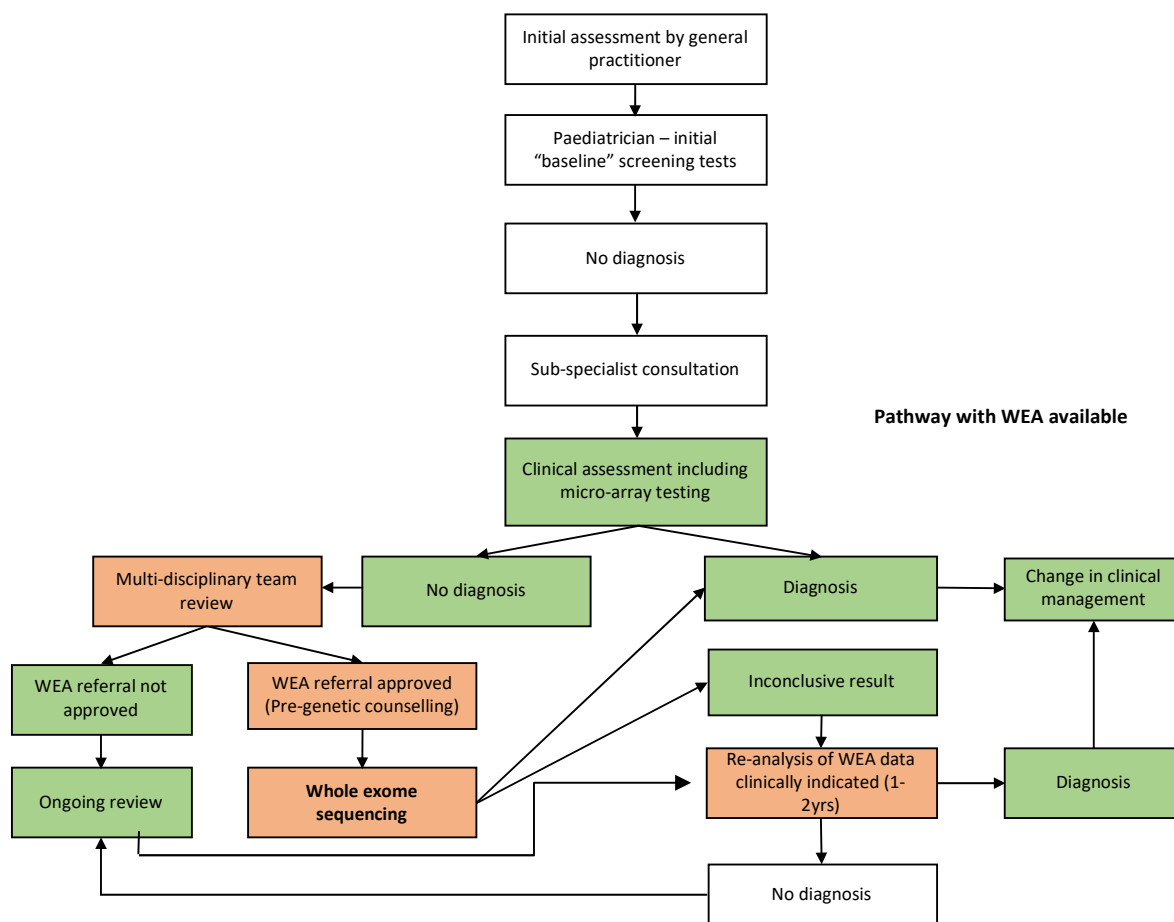 Initial assessment by general
practitioner
Paediatrician – initial
“baseline” screening tests
No diagnosis
Sub-specialist consultation
Pathway with WEA available
Clinical assessment including
micro-array testing
Multi-disciplinary team
review
No diagnosis
Diagnosis
Change in clinical
management
WEA referral not
approved
WEA referral approved
(Pre-genetic counselling)
Inconclusive result
Ongoing review
Whole exome
sequencing
Re-analysis of WEA data
clinically indicated (1-
2yrs)
Diagnosis
No diagnosis